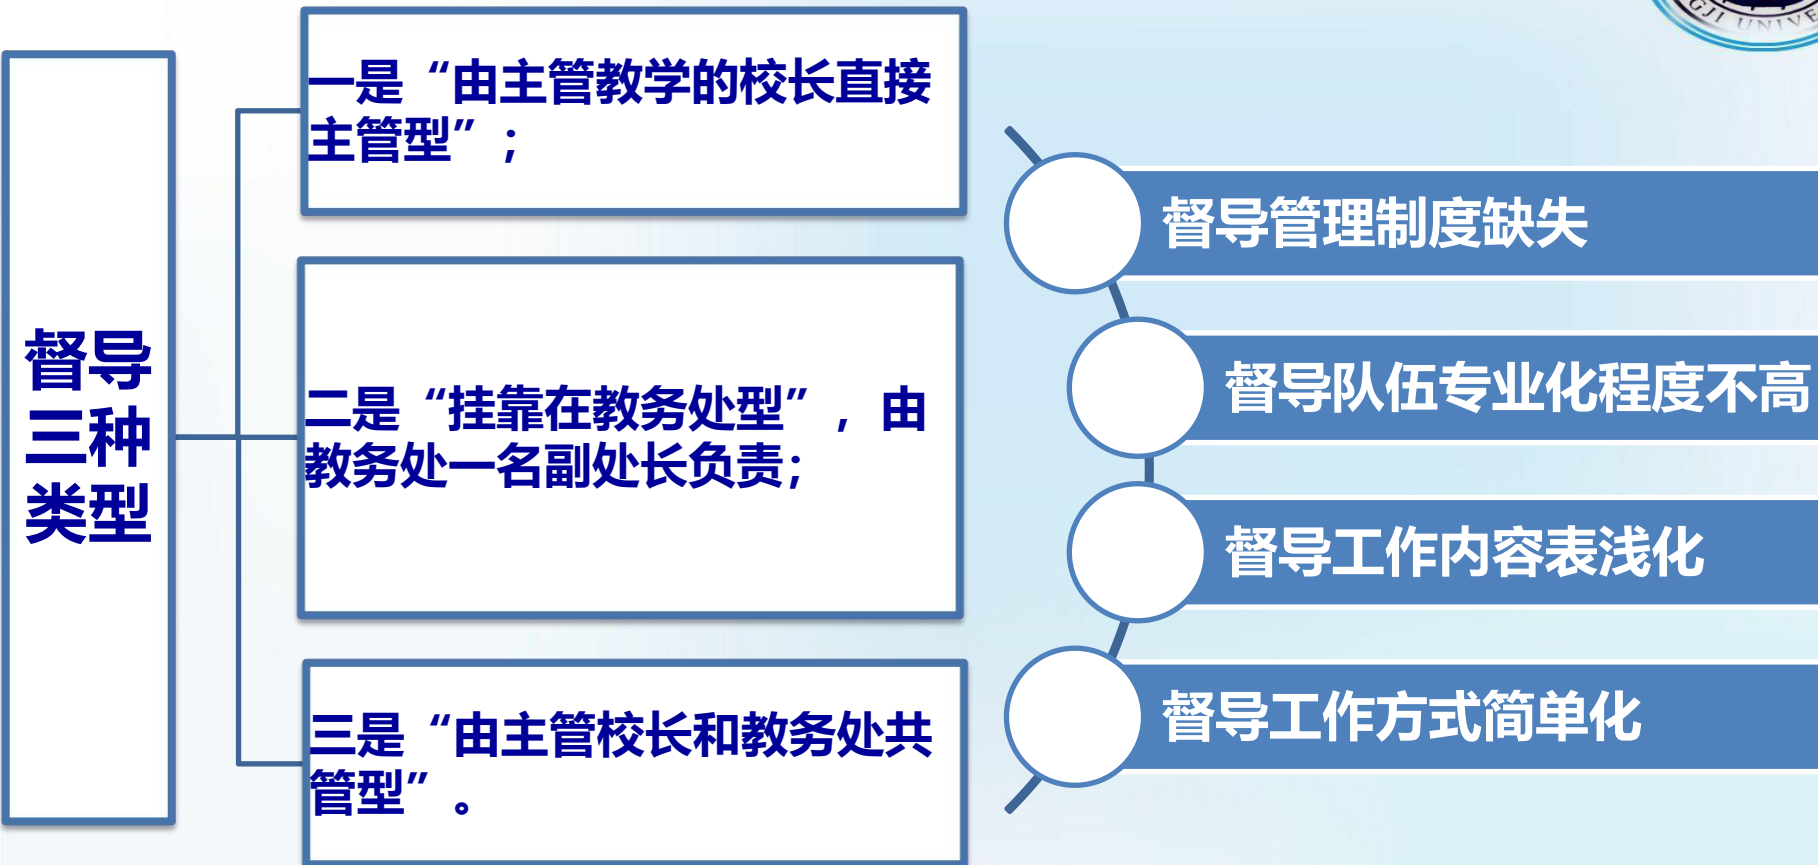 督导
三种
类型
一是“由主管教学的校长直接
主管型”；
二是“挂靠在教务处型”，由
教务处一名副处长负责；
三是“由主管校长和教务处共
管型”。
督导管理制度缺失
督导队伍专业化程度不高
督导工作内容表浅化
督导工作方式简单化